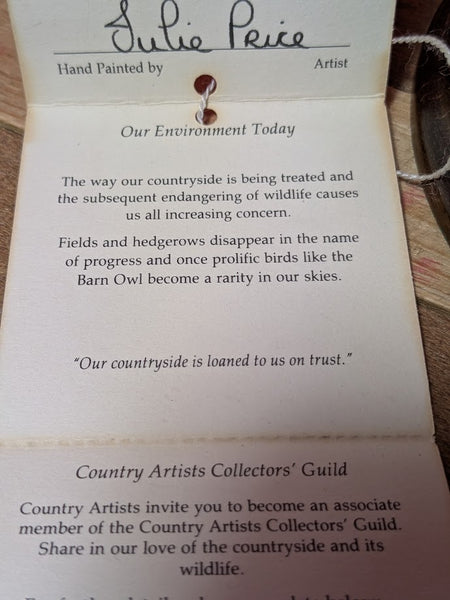 Julie Price
Hand Painted by Artist
Our Environment Today
The way our countryside is being treated and
the subsequent endangering of wildlife causes
us all increasing concern.
Fields and hedgerows disappear in the name
of progress and once prolific birds like the
Barn Owl become a rarity in our skies.
"Our countryside is loaned to us on trust."
Country Artists Collectors' Guild
Country Artists invite you to become an associate
member of the Country Artists Collectors' Guild.
Share in our love of the countryside and its
wildlife.